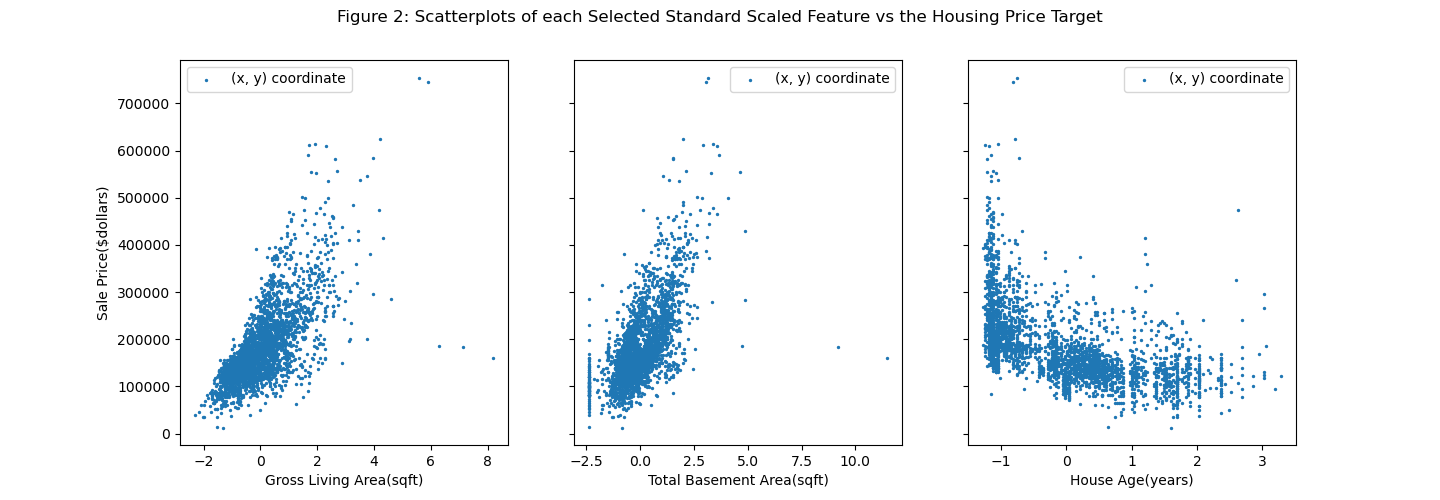 Figure 2: Scatterplots of each Selected Standard Scaled Feature vs the Housing Price Target
(x, y) coordinate
(x, y) coordinate
(x, y) coordinate
700000
600000
500000
400000
300000
200000
100000
0
Sale Price($dollars)
−2 0 2 4 6 8
−2.5 0.0 2.5 5.0 7.5 10.0
−1 0 1 2 3
Gross Living Area(sqft)
Total Basement Area(sqft)
House Age(years)